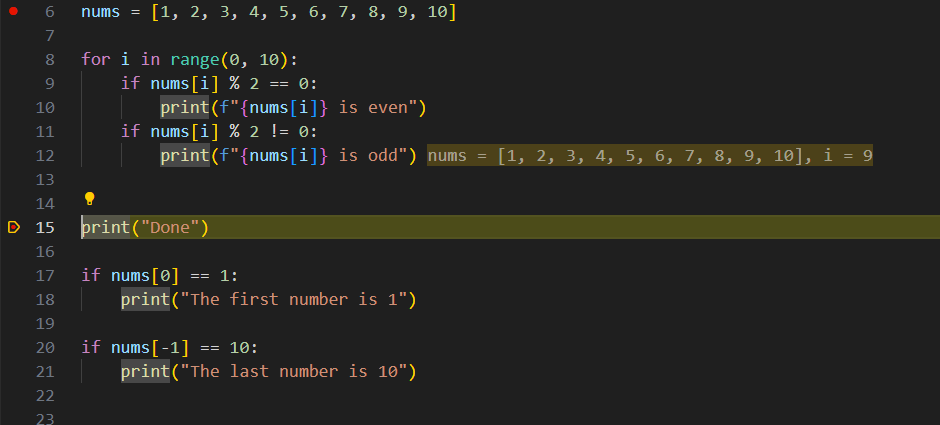 6 nums = [1, 2, 3, 4, 5, 6, 7, 8, 9, 10]
7
8 for i in range(0, 10):
9     if nums[i] % 2 == 0:
10         print(f"{nums[i]} is even")
11     if nums[i] % 2 != 0:
12         print(f"{nums[i]} is odd") nums = [1, 2, 3, 4, 5, 6, 7, 8, 9, 10], i = 9
13
14
15 print("Done")
16
17 if nums[0] == 1:
18     print("The first number is 1")
19
20 if nums[-1] == 10:
21     print("The last number is 10")
22
23